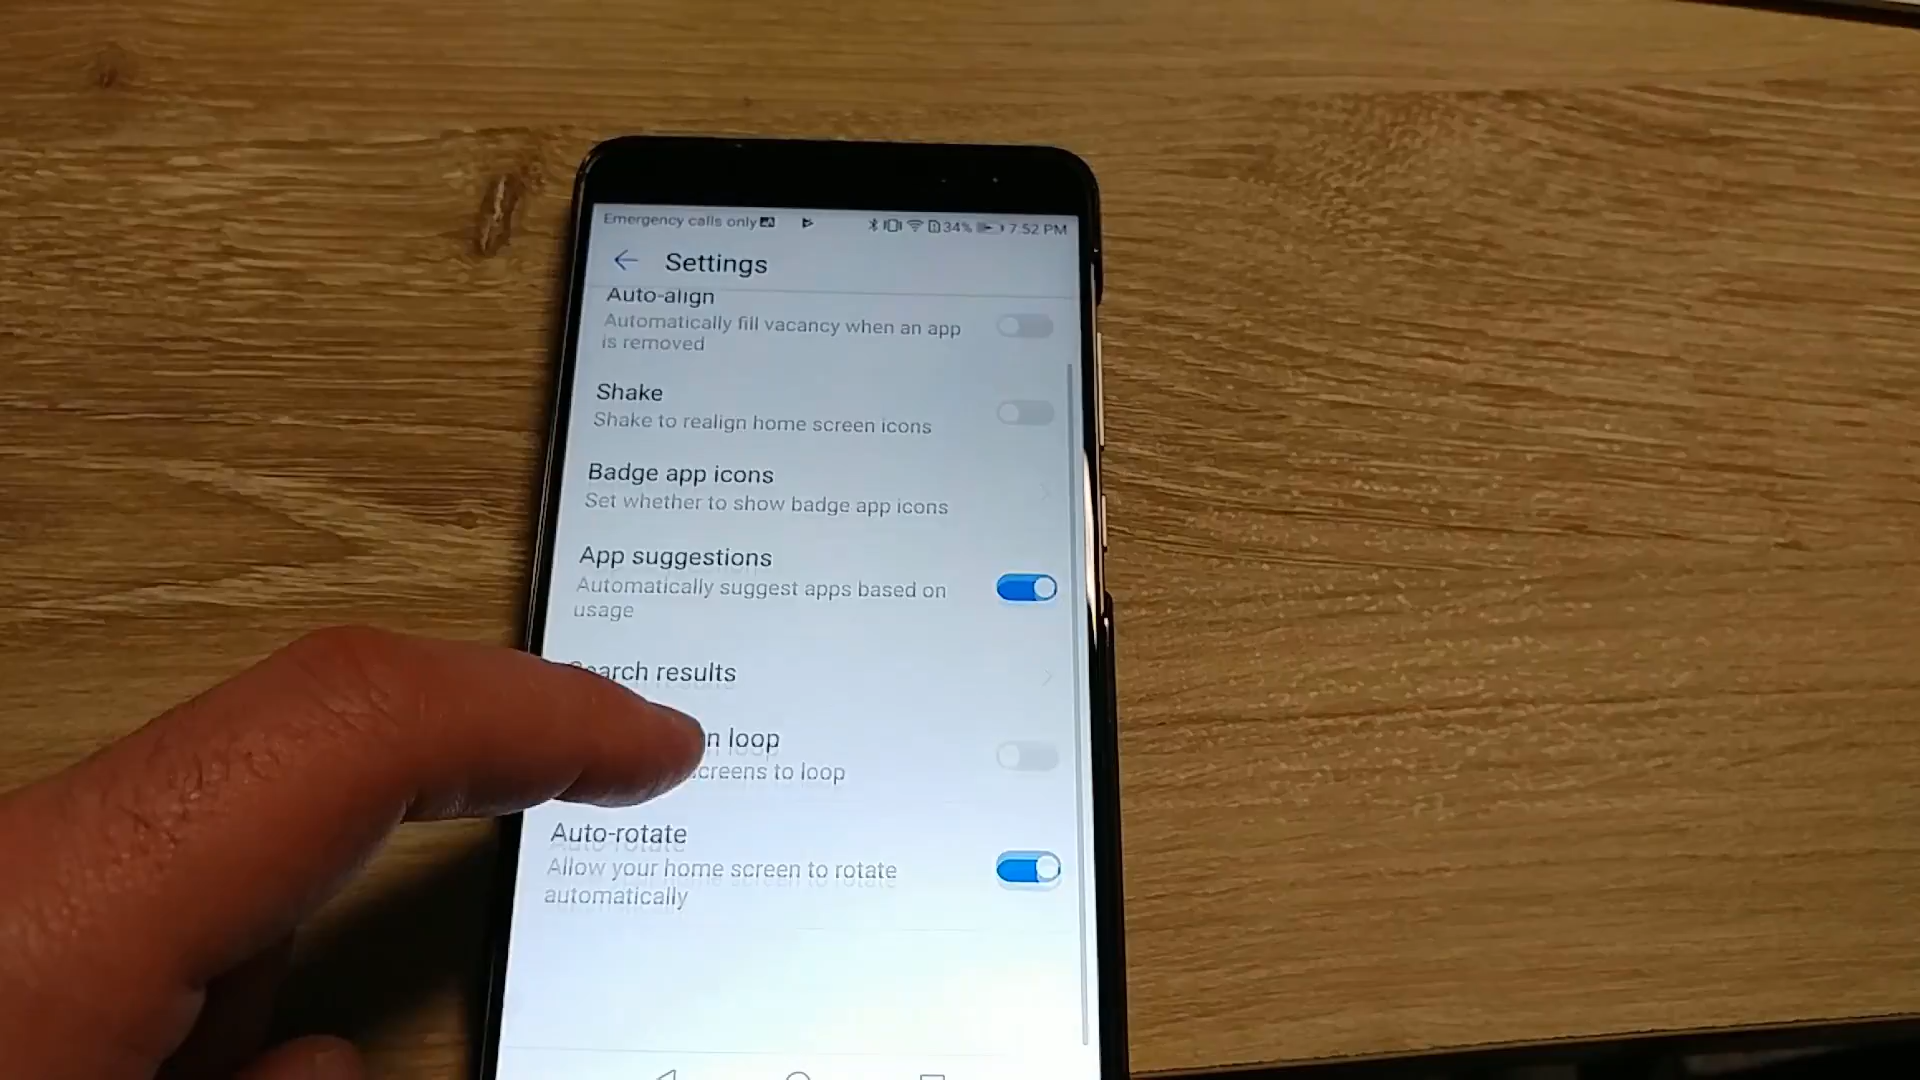 Emergency calls only
34% 7:52 PM
Settings
Auto-align
Automatically fill vacancy when an app
is removed
Shake
Shake to realign home screen icons
Badge app icons
Set whether to show badge app icons
App suggestions
Automatically suggest apps based on
usage
Search results
loop
screens to loop
Auto-rotate
Allow your home screen to rotate
automatically